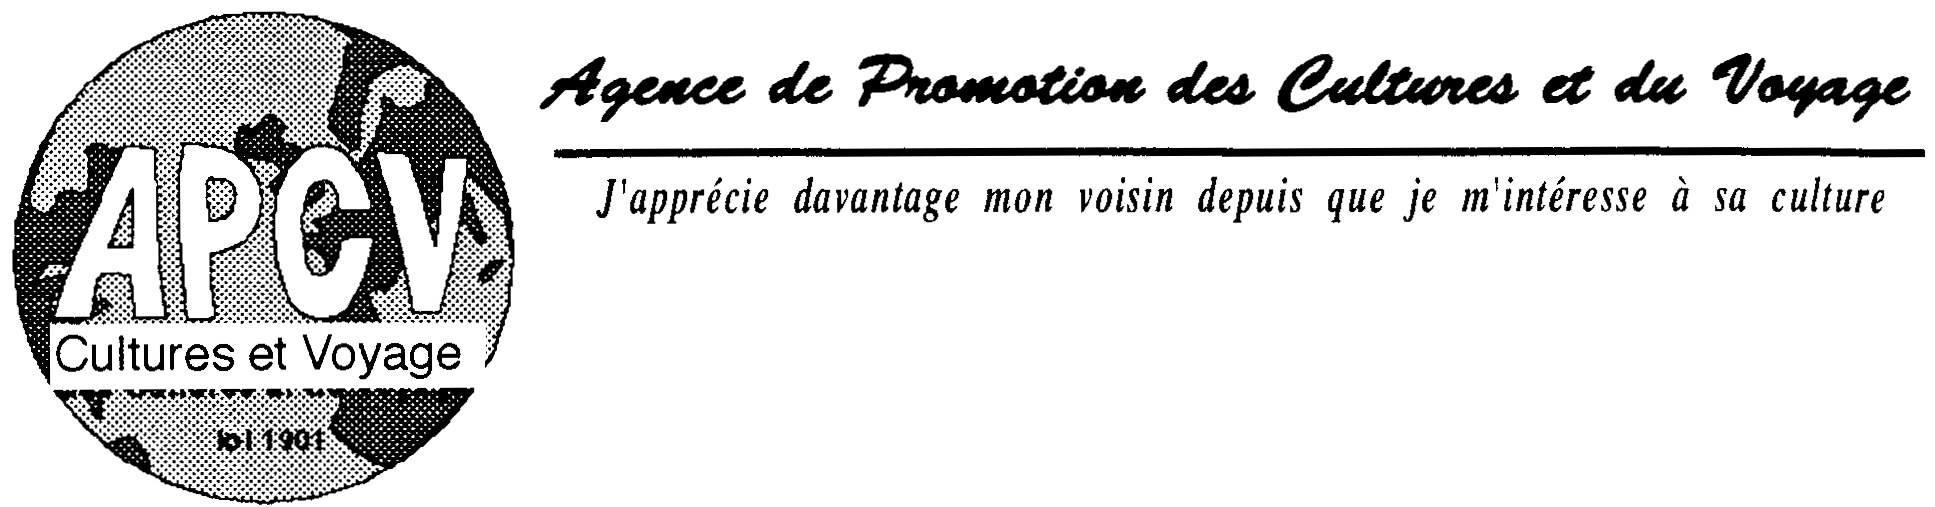 Agence de Promotion des Cultures et du Voyage
J'apprécie davantage mon voisin depuis que je m'intéresse à sa culture
APCV
Cultures et Voyage
loi 1901